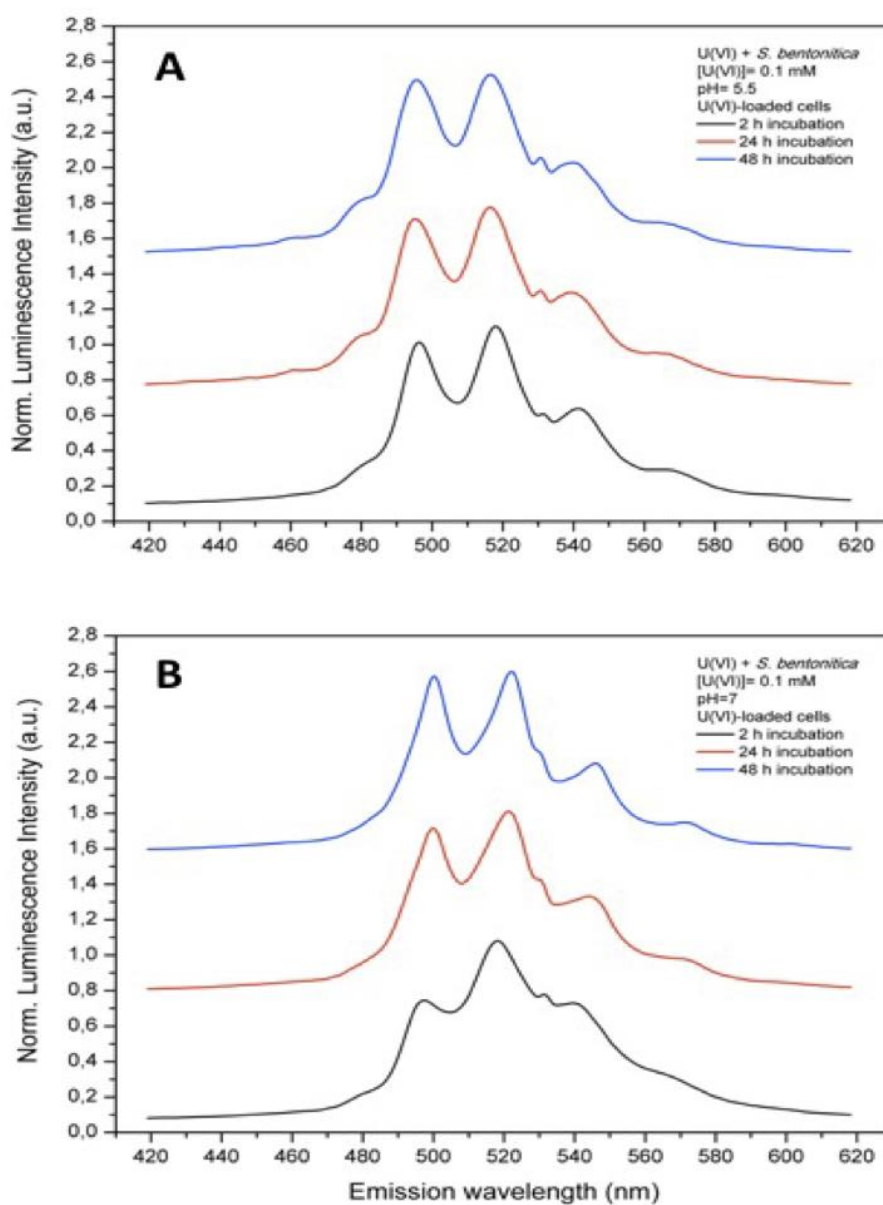 A
U(VI) + S. bentonitica
[U(VI)]= 0.1 mM
pH= 5.5
U(VI)-loaded cells
2 h incubation
24 h incubation
48 h incubation
Norm. Luminescence Intensity (a.u.)
2,8
2,6
2,4
2,2
2,0
1,8
1,6
1,4
1,2
1,0
0,8
0,6
0,4
0,2
0,0
420 440 460 480 500 520 540 560 580 600 620
B
U(VI) + S. bentonitica
[U(VI)]= 0.1 mM
pH=7
U(VI)-loaded cells
2 h incubation
24 h incubation
48 h incubation
Norm. Luminescence Intensity (a.u.)
2,8
2,6
2,4
2,2
2,0
1,8
1,6
1,4
1,2
1,0
0,8
0,6
0,4
0,2
0,0
420 440 460 480 500 520 540 560 580 600 620
Emission wavelength (nm)